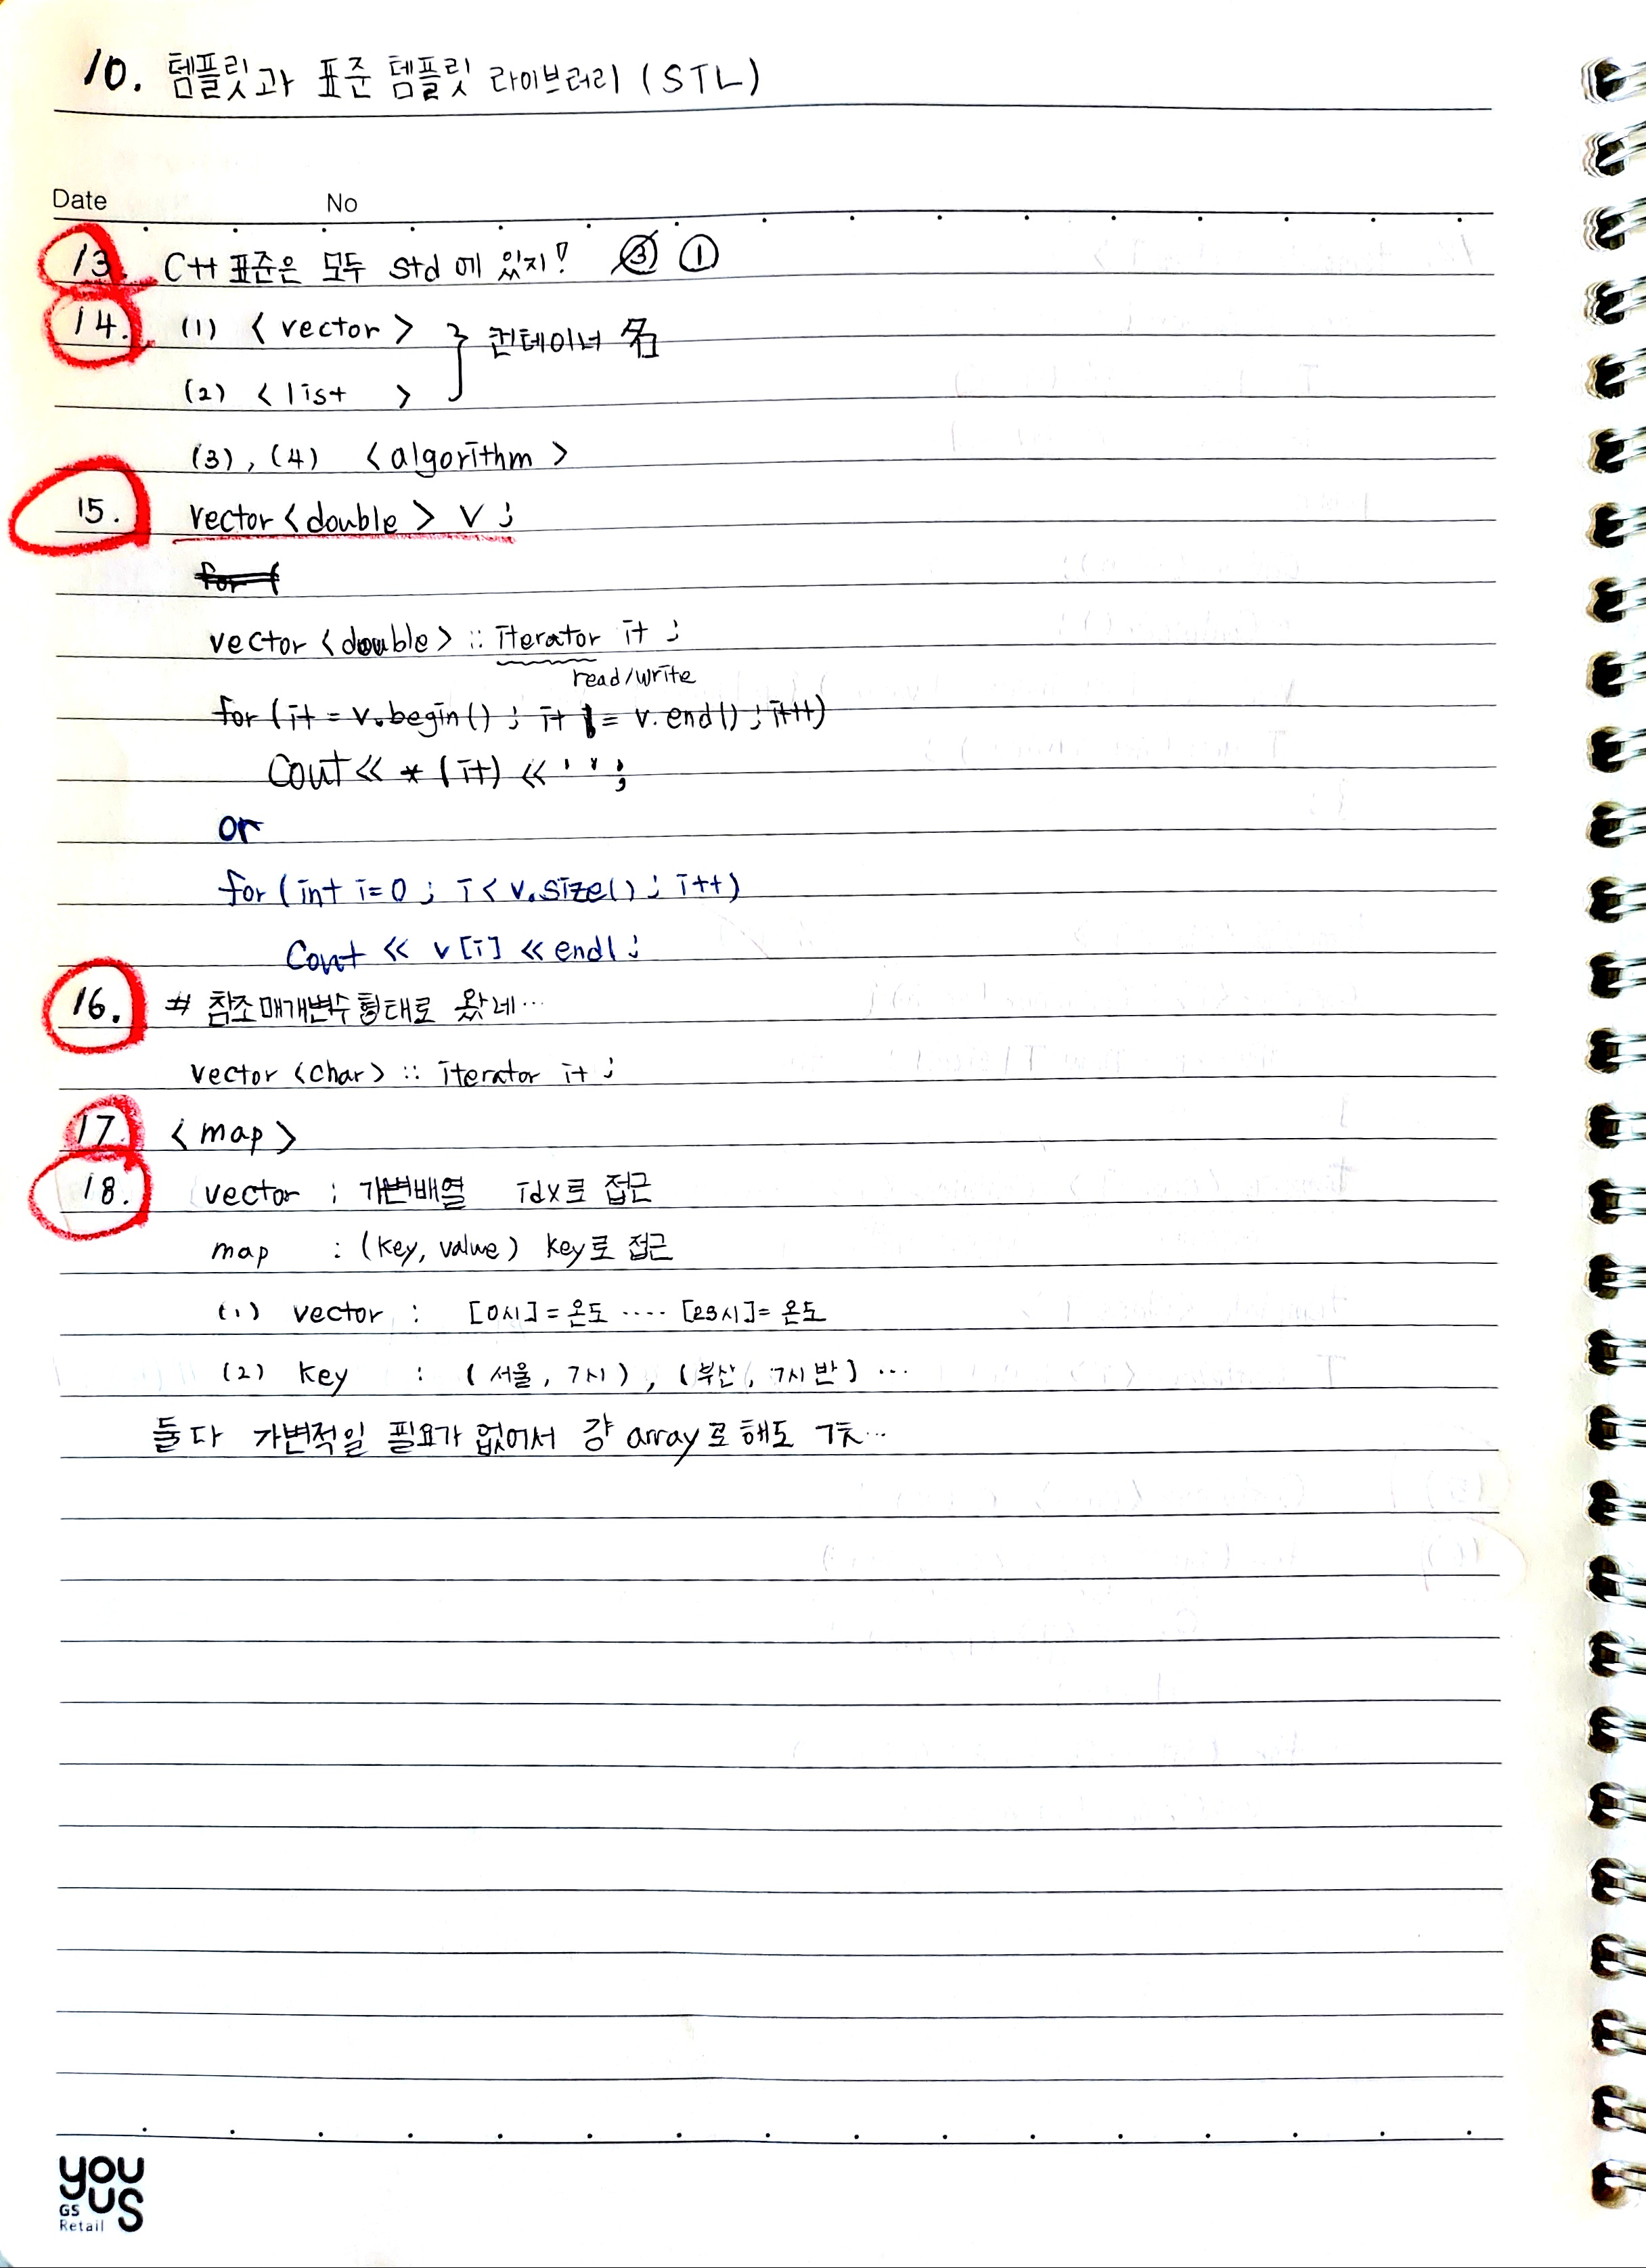 10. 템플릿과 표준 템플릿 라이브러리 (STL)
Date No
13. C++ 표준은 모두 std에 있지! ③ ①
14. (1) <vector> } 컨테이너 名
(2) <list >
(3), (4) <algorithm>
15. vector<double> v;
for (
vector<double> :: iterator it ;
read/write
for (it = v.begin() ; it != v.end() ; it++)
cout << *(it) << ' ' ;
or
for (int i=0 ; i < v.size() ; i++)
cout << v[i] << endl ;
16. # 참조매개변수형태로 왔네…
vector <char> :: iterator it ;
17. <map>
18. vector : 가변배열 idx로 접근
map : (key, value) key로 접근
(1) vector : [0시]=온도 ···· [23시]= 온도
(2) key : (서울, 7시), (부산, 7시반) ···
둘다 가변적일 필요가 없어서 걍 array로 해도 ㄱㅊ…
you us
GS
Retail